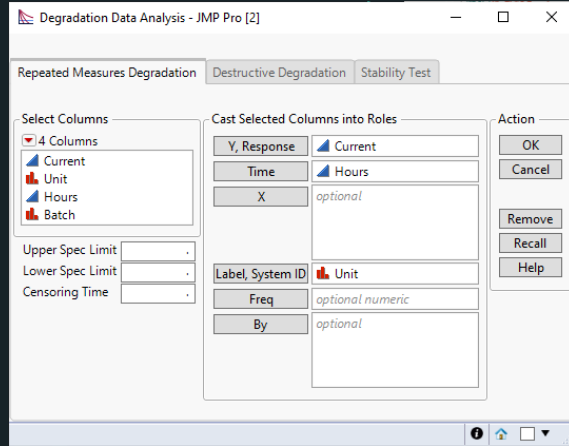 Degradation Data Analysis - JMP Pro [2]
Repeated Measures Degradation Destructive Degradation Stability Test
Select Columns
4 Columns
Current
Unit
Hours
Batch
Upper Spec Limit .
Lower Spec Limit .
Censoring Time .
Cast Selected Columns into Roles
Y, Response Current
Time Hours
X optional
Label, System ID Unit
Freq optional numeric
By optional
Action
OK
Cancel
Remove
Recall
Help